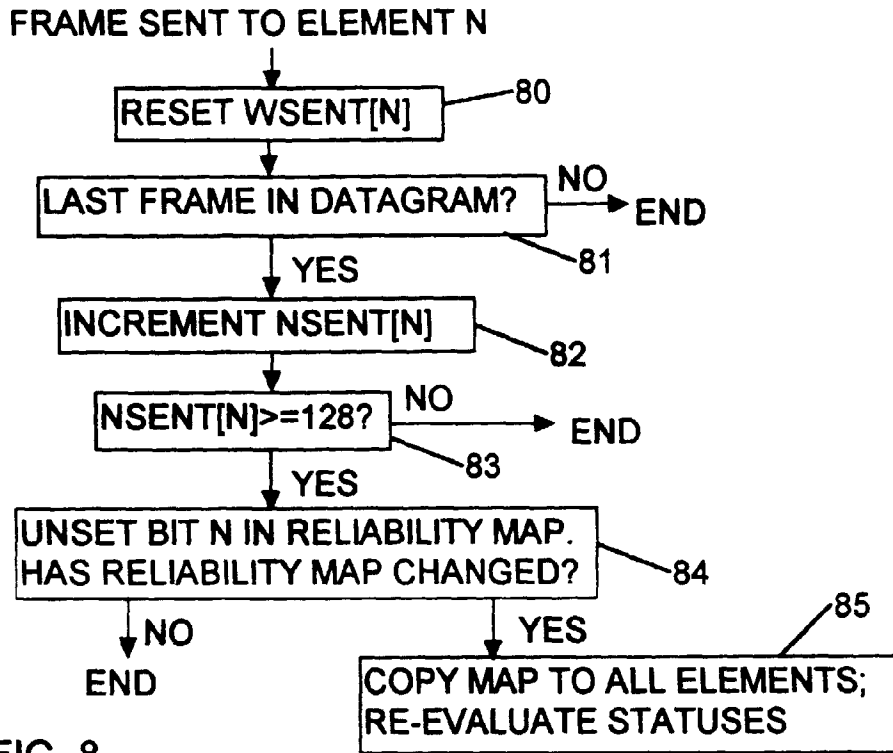 FRAME SENT TO ELEMENT N
RESET WSENT[N]
80
LAST FRAME IN DATAGRAM?
NO
END
81
YES
INCREMENT NSENT[N]
82
NSENT[N]>=128?
NO
END
83
YES
UNSET BIT N IN RELIABILITY MAP.
HAS RELIABILITY MAP CHANGED?
84
NO
END
YES
85
COPY MAP TO ALL ELEMENTS;
RE-EVALUATE STATUSES
FIG. 8